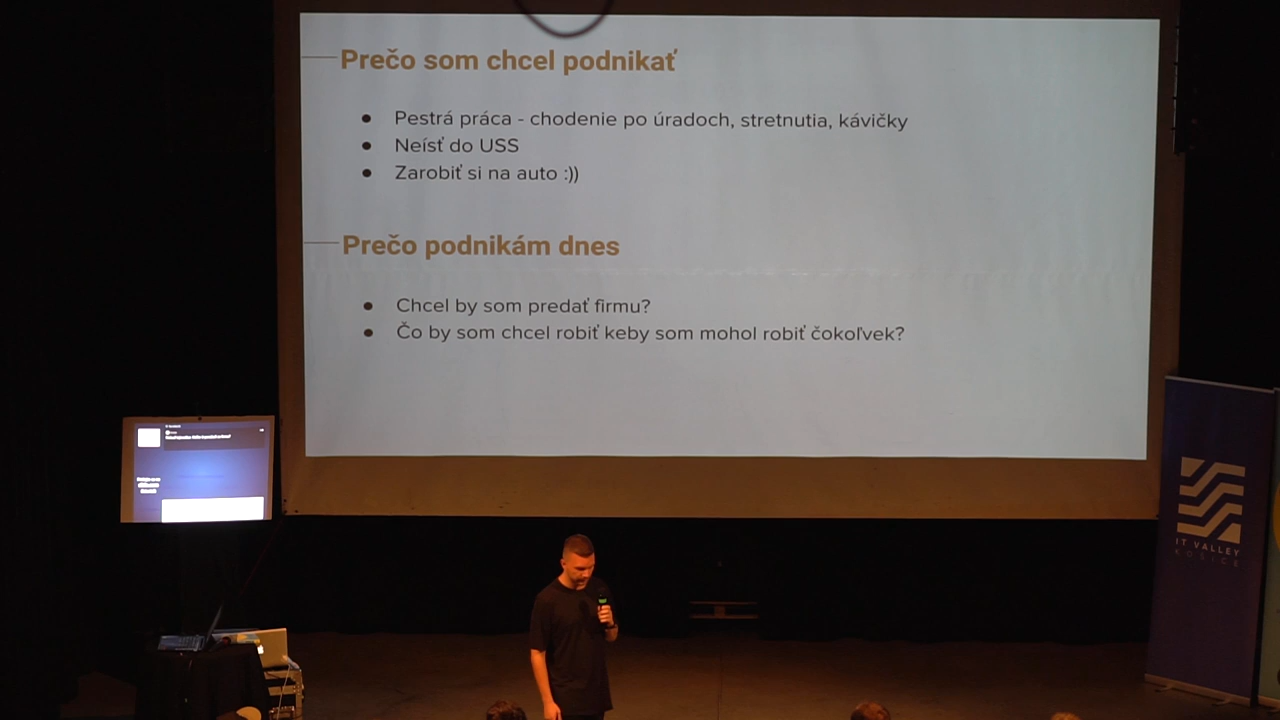 Prečo som chcel podnikať
● Pestrá práca - chodenie po úradoch, stretnutia, kávičky
● Neísť do USS
● Zarobiť si na auto :))
Prečo podnikám dnes
● Chcel by som predať firmu?
● Čo by som chcel robiť keby som mohol robiť čokoľvek?
IT VALLEY
KOŠICE